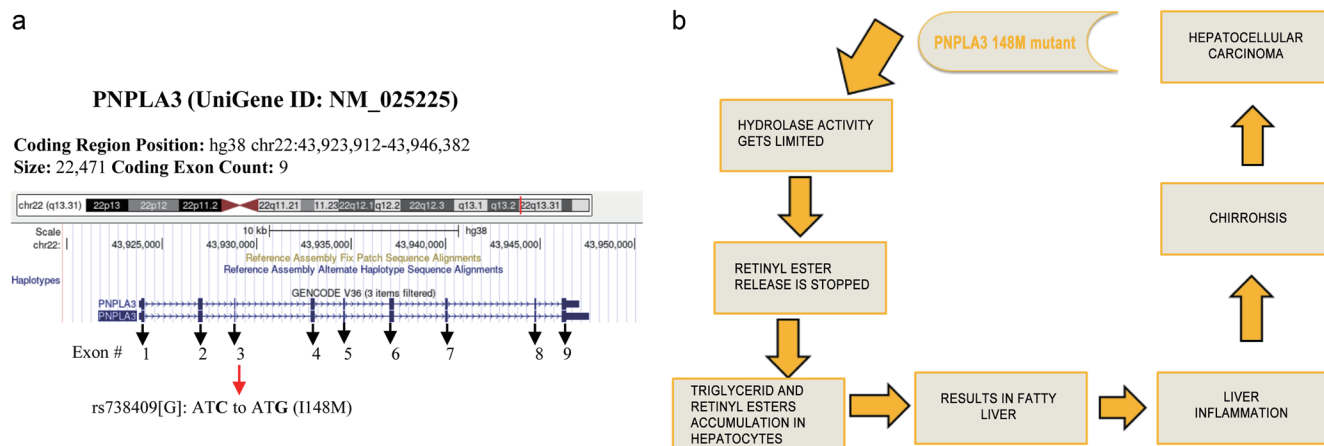 a
PNPLA3 (UniGene ID: NM_025225)
Coding Region Position: hg38 chr22:43,923,912-43,946,382
Size: 22,471 Coding Exon Count: 9
chr22 (q13.31) 22p13 22p12 22p11.2 22q11.21 11.23 22q12.1 q12.2 22q12.3 q13.1 q13.2 22q13.31
Scale 10 kb hg38
chr22: 43,925,000 43,930,000 43,935,000 43,940,000 43,945,000 43,950,000
Reference Assembly Fix Patch Sequence Alignments
Reference Assembly Alternate Haplotype Sequence Alignments
Haplotypes
GENCODE V36 (3 items filtered)
PNPLA3
PNPLA3
Exon # 1 2 3 4 5 6 7 8 9
rs738409[G]: ATC to ATG (I148M)
b
PNPLA3 148M mutant
HYDROLASE ACTIVITY
GETS LIMITED
RETINYL ESTER
RELEASE IS STOPPED
TRIGLYCERID AND
RETINYL ESTERS
ACCUMULATION IN
HEPATOCYTES
RESULTS IN FATTY
LIVER
LIVER
INFLAMMATION
CHIRROHSIS
HEPATOCELLULAR
CARCINOMA